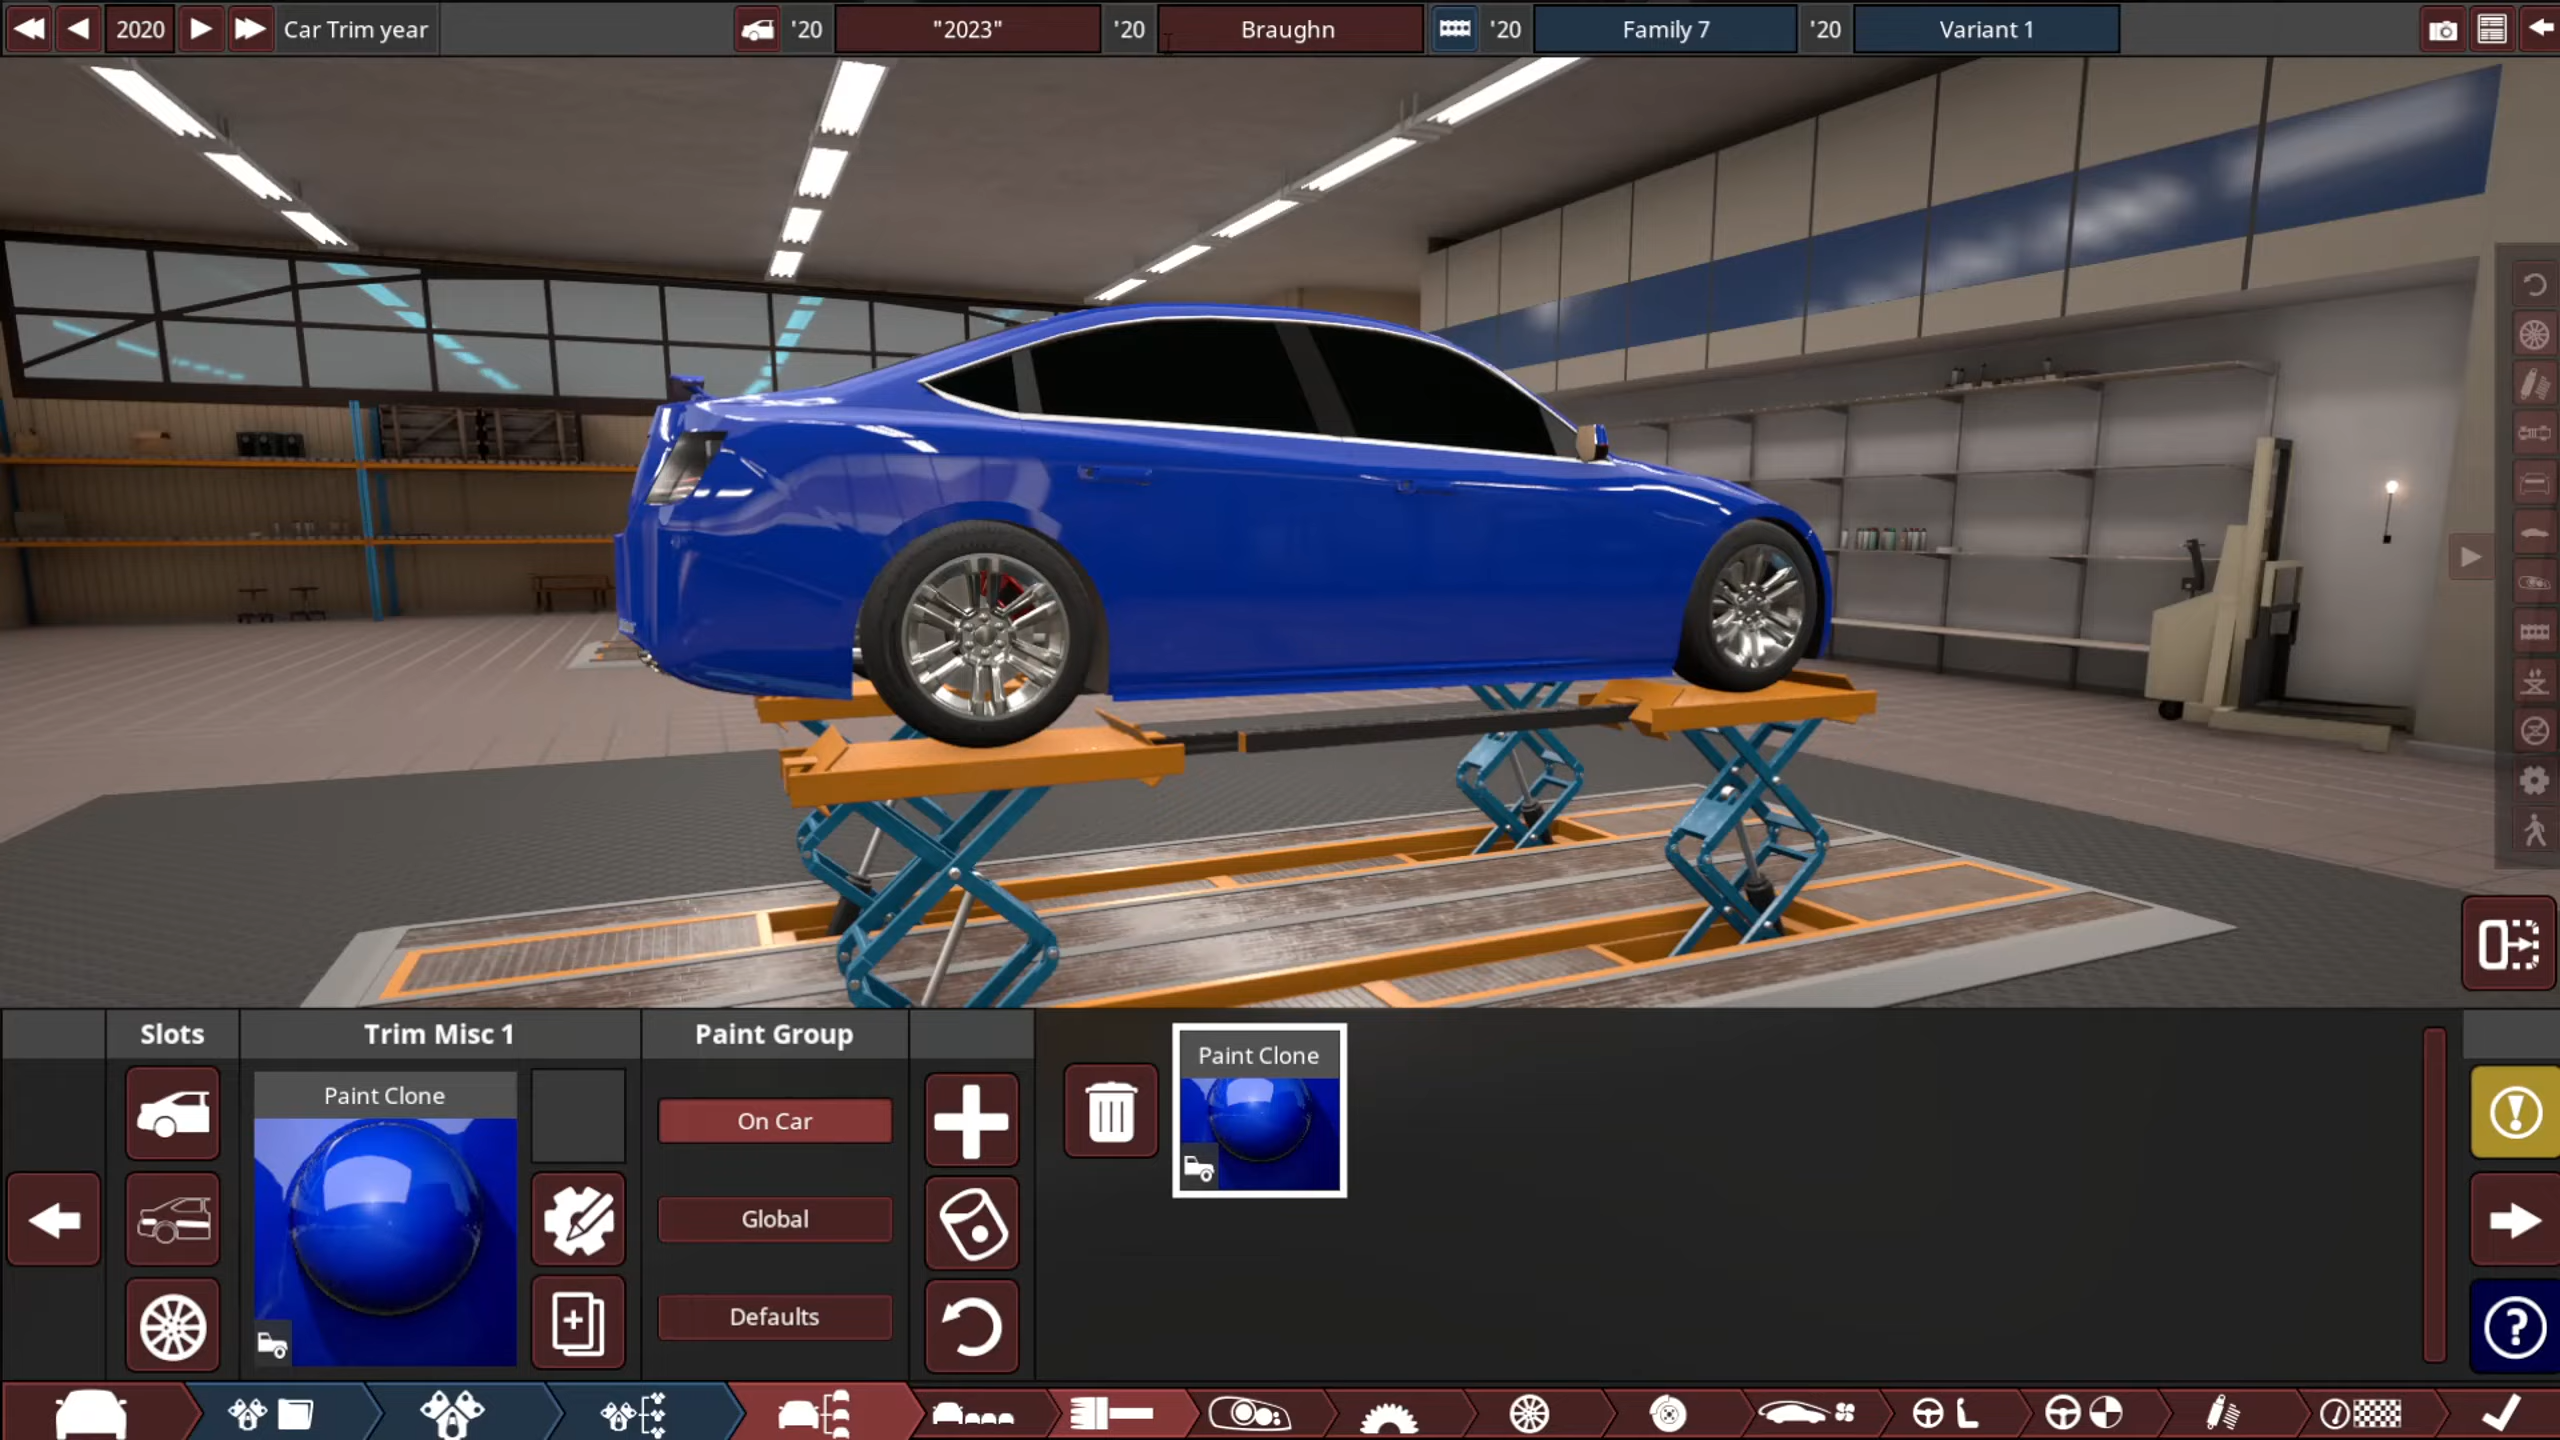 2020 Car Trim year '20 "2023" '20 Braughn '20 Family 7 '20 Variant 1
Slots Trim Misc 1 Paint Group
Paint Clone
On Car
Global
Defaults
Paint Clone